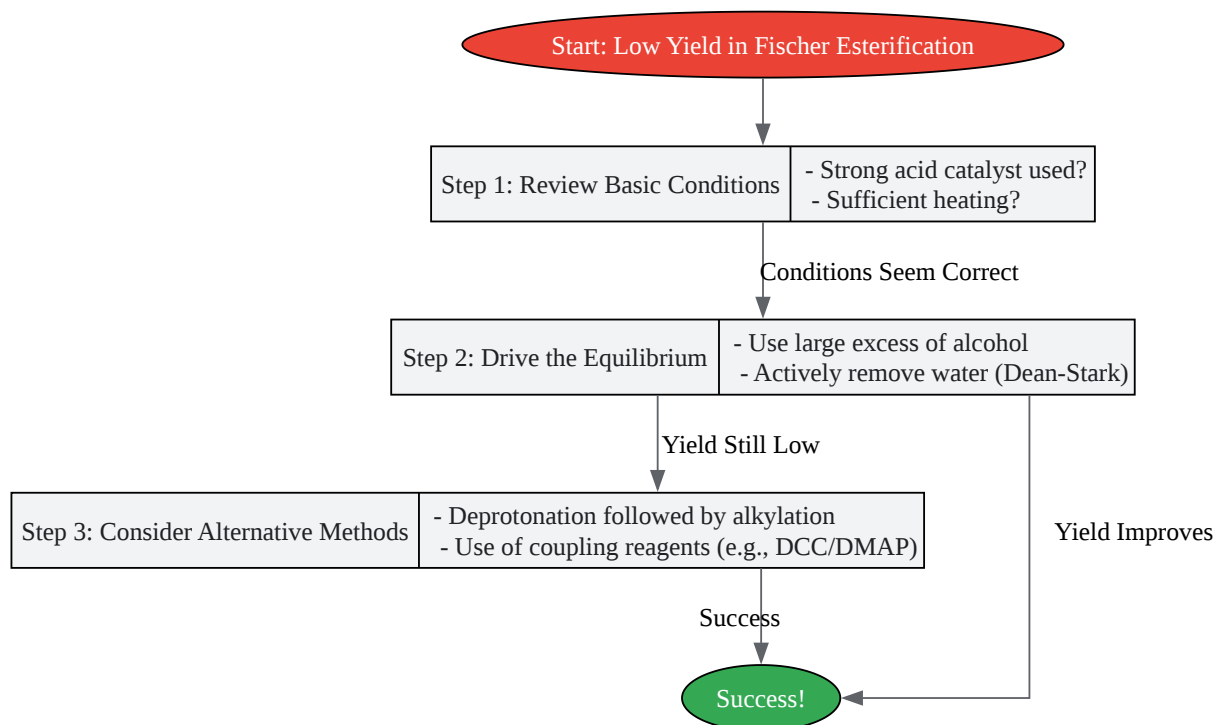 Start: Low Yield in Fischer Esterification
Step 1: Review Basic Conditions
- Strong acid catalyst used?
- Sufficient heating?
Conditions Seem Correct
Step 2: Drive the Equilibrium
- Use large excess of alcohol
- Actively remove water (Dean-Stark)
Yield Still Low
Step 3: Consider Alternative Methods
- Deprotonation followed by alkylation
- Use of coupling reagents (e.g., DCC/DMAP)
Yield Improves
Success
Success!